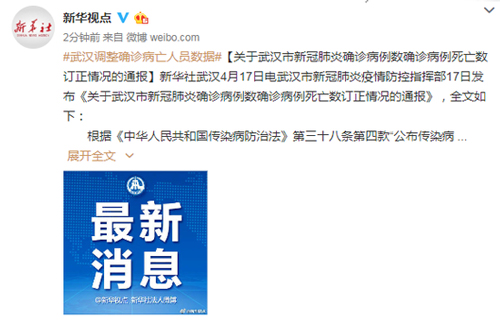 新华社
新华视点
2分钟前 来自 微博 weibo.com
#武汉调整确诊病亡人员数据#【关于武汉市新冠肺炎确诊病例数确诊病例死亡数
订正情况的通报】新华社武汉4月17日电武汉市新冠肺炎疫情防控指挥部17日发
布《关于武汉市新冠肺炎确诊病例数确诊病例死亡数订正情况的通报》，全文如
下：
根据《中华人民共和国传染病防治法》第三十八条第四款“公布传染病 ...
展开全文
最新
消息
@新华视点 新华社法人微博